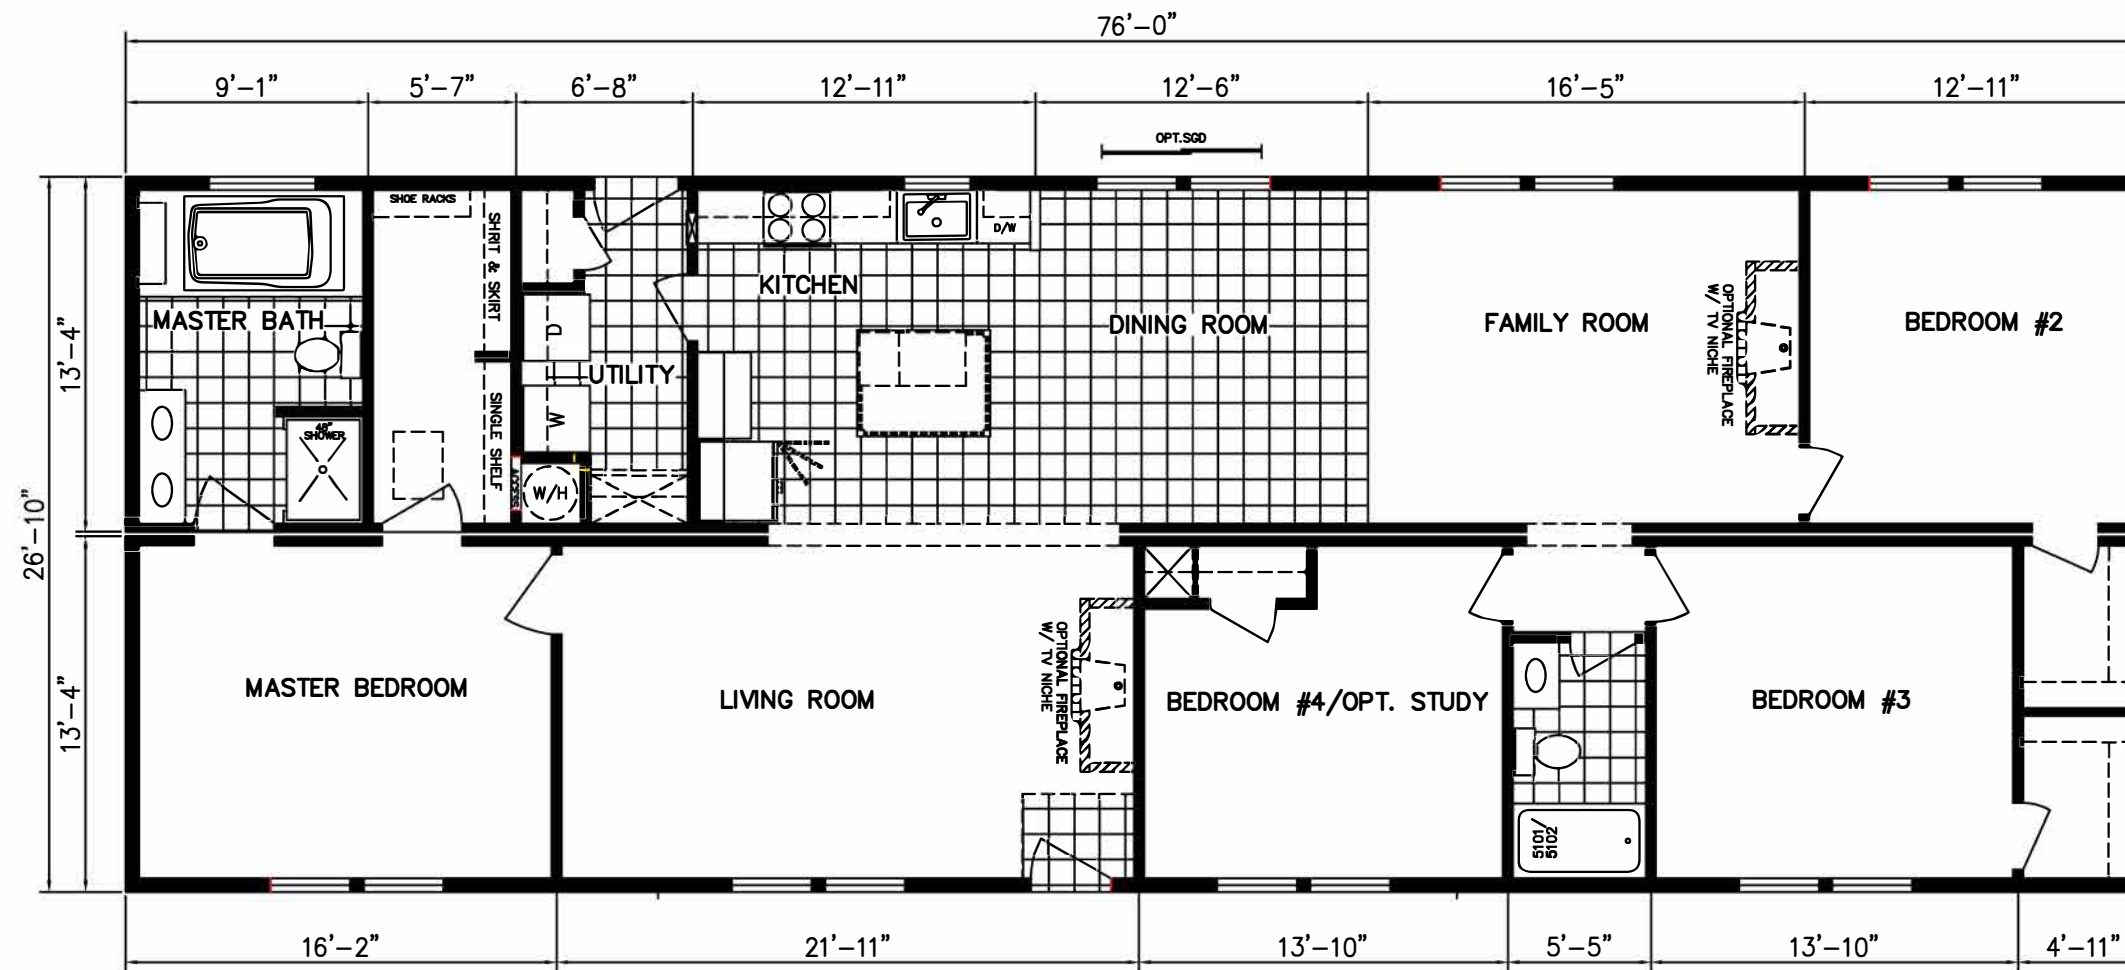 76'-0"
9'-1" 5'-7" 6'-8" 12'-11" 12'-6" 16'-5" 12'-11"
OPT.SGD
SHOE RACKS
SHRIT & SKIRT
D/W
KITCHEN
MASTER BATH
DINING ROOM
FAMILY ROOM
OPTIONAL FIREPLACE
W/ TV NICHE
BEDROOM #2
13'-4"
D
UTILITY
W
SINGLE SHELF
48"
SHOWER
ACCESS
W/H
26'-10"
13'-4"
MASTER BEDROOM
LIVING ROOM
OPTIONAL FIREPLACE
W/ TV NICHE
BEDROOM #4/OPT. STUDY
BEDROOM #3
5101/
5102
16'-2" 21'-11" 13'-10" 5'-5" 13'-10" 4'-11"